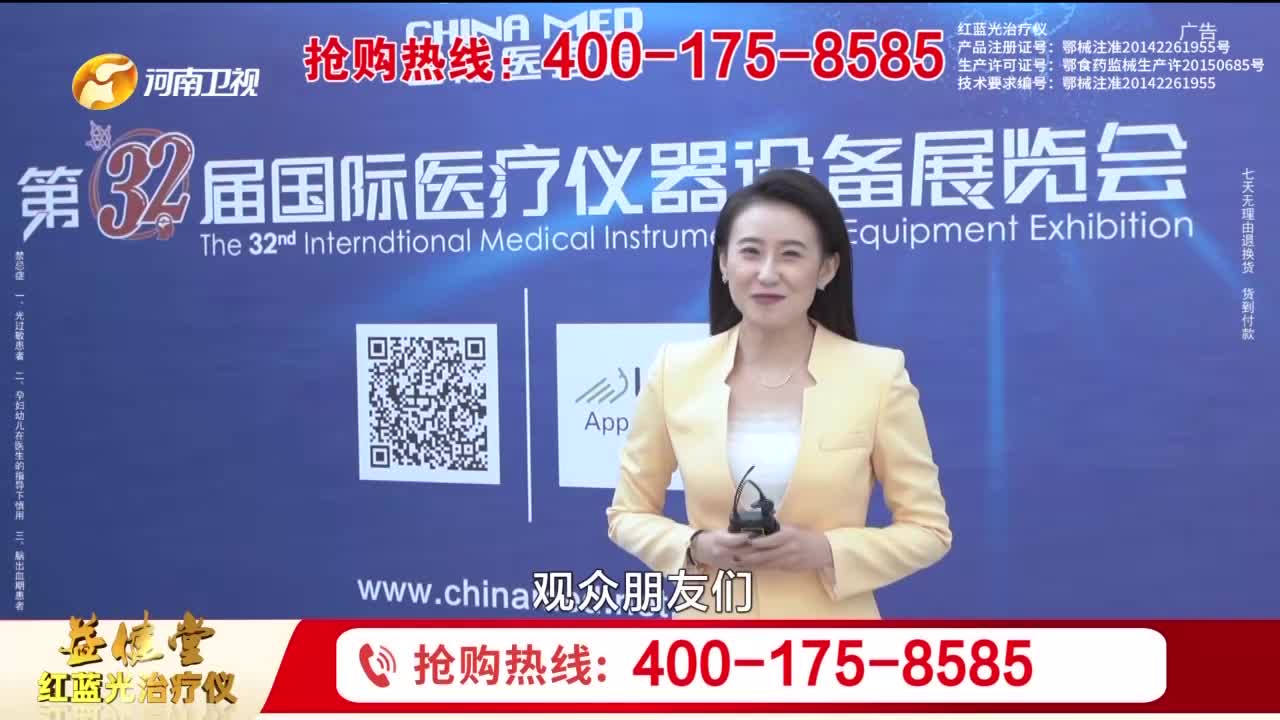 CHINA MED
抢购热线：400-175-8585
河南卫视
红蓝光治疗仪
产品注册证号：鄂械注准20142261955号
生产许可证号：鄂食药监械生产许20150685号
技术要求编号：鄂械注准20142261955
广告
第32届国际医疗仪器设备展览会
The 32nd Interndtional Medical Instrume Equipment Exhibition
七天无理由退换货 货到付款
禁忌症 一、光过敏患者 二、孕妇幼儿在医生的指导下慎用 三、脑出血期患者
App
www.china
观众朋友们
益健堂
红蓝光治疗仪
抢购热线：400-175-8585